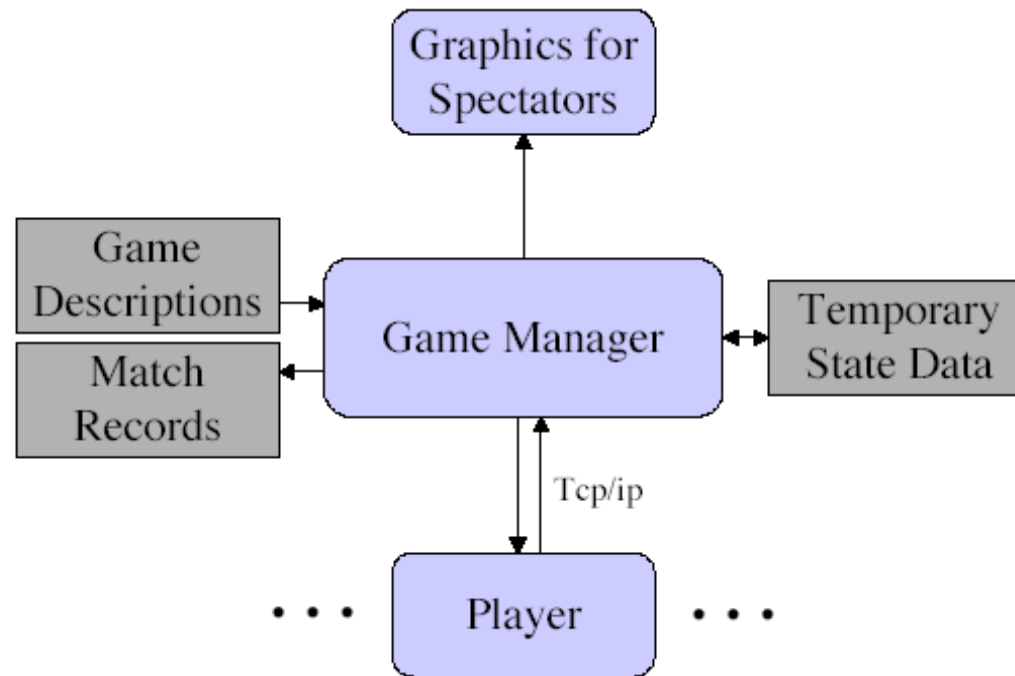 Graphics for
Spectators
Game
Descriptions
Match
Records
Game Manager
Temporary
State Data
Tcp/ip
Player